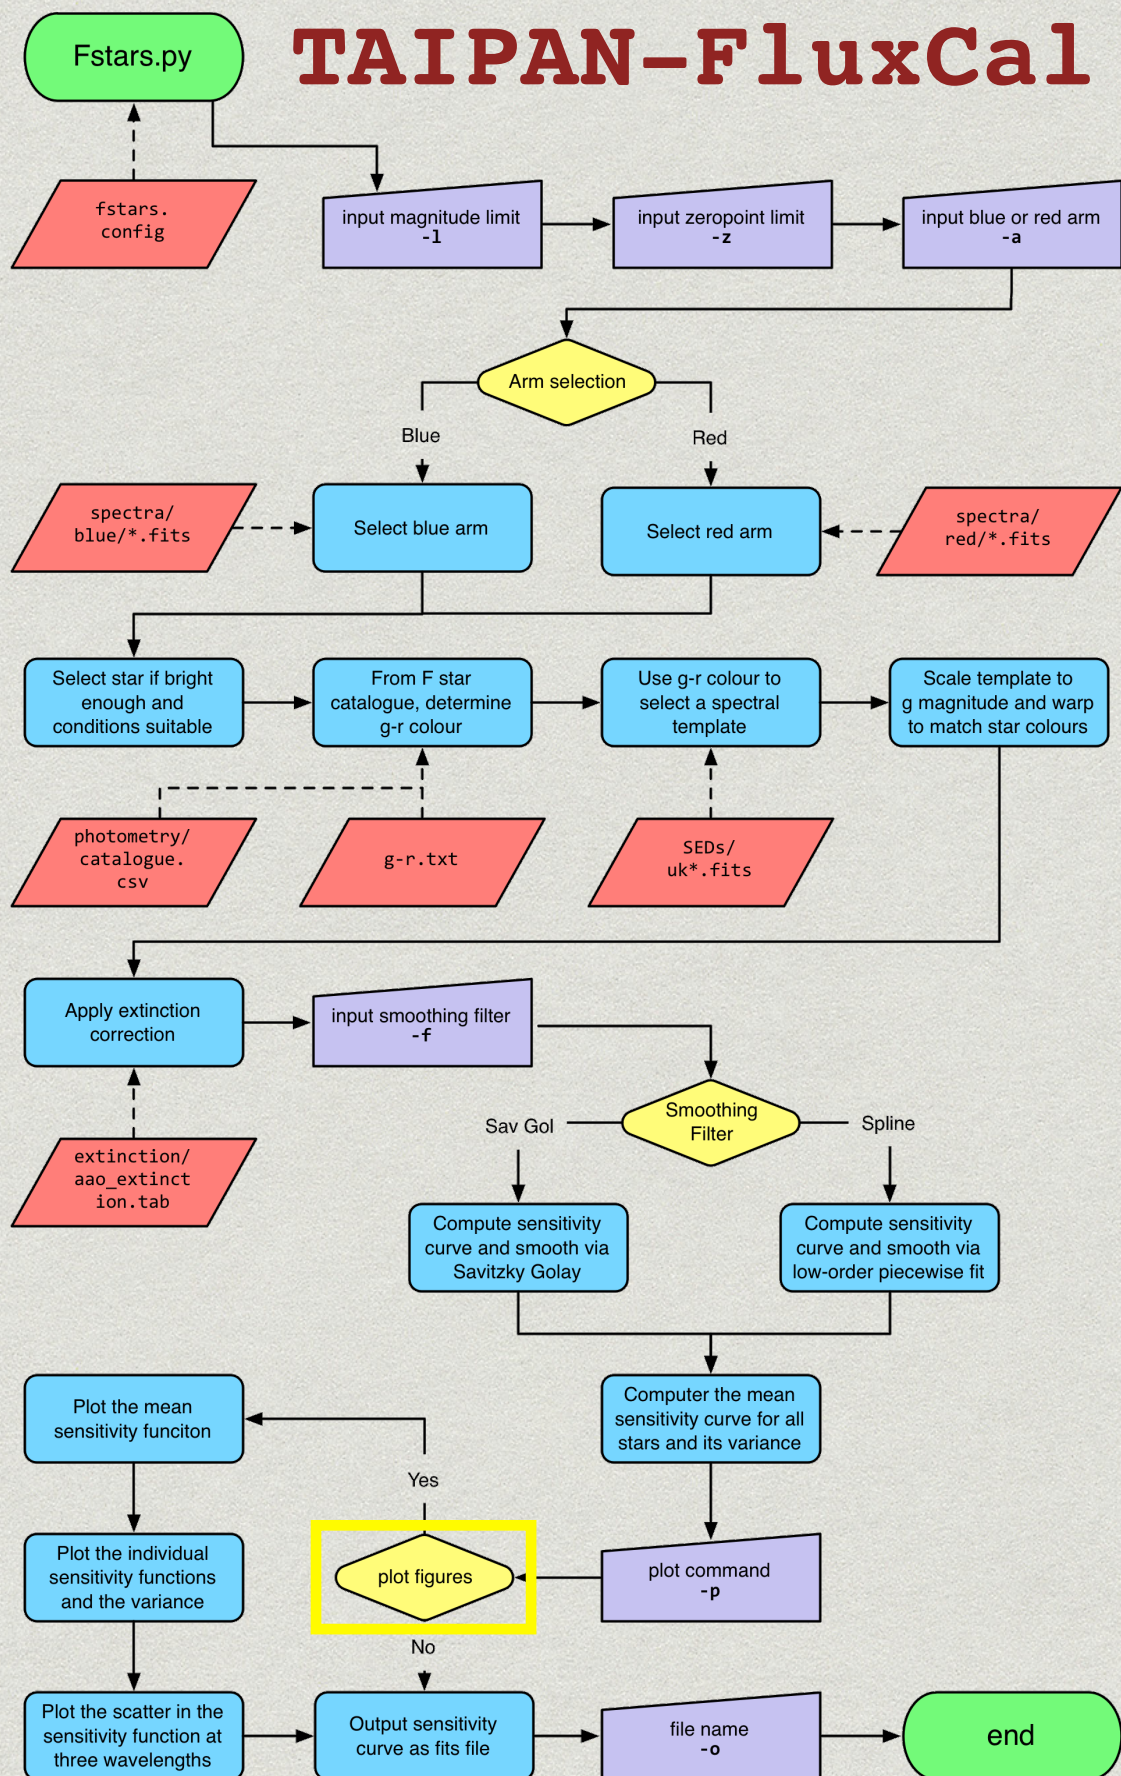 Fstars.py
TAIPAN-FluxCal
fstars.
config
input magnitude limit
-l
input zeropoint limit
-z
input blue or red arm
-a
Arm selection
Blue
Red
spectra/
blue/*.fits
Select blue arm
Select red arm
spectra/
red/*.fits
Select star if bright
enough and
conditions suitable
From F star
catalogue, determine
g-r colour
Use g-r colour to
select a spectral
template
Scale template to
g magnitude and warp
to match star colours
photometry/
catalogue.
csv
g-r.txt
SEDs/
uk*.fits
Apply extinction
correction
input smoothing filter
-f
extinction/
aao_extinct
ion.tab
Smoothing
Filter
Sav Gol
Spline
Compute sensitivity
curve and smooth via
Savitzky Golay
Compute sensitivity
curve and smooth via
low-order piecewise fit
Plot the mean
sensitivity funciton
Computer the mean
sensitivity curve for all
stars and its variance
Yes
Plot the individual
sensitivity functions
and the variance
plot figures
plot command
-p
No
Plot the scatter in the
sensitivity function at
three wavelengths
Output sensitivity
curve as fits file
file name
-o
end